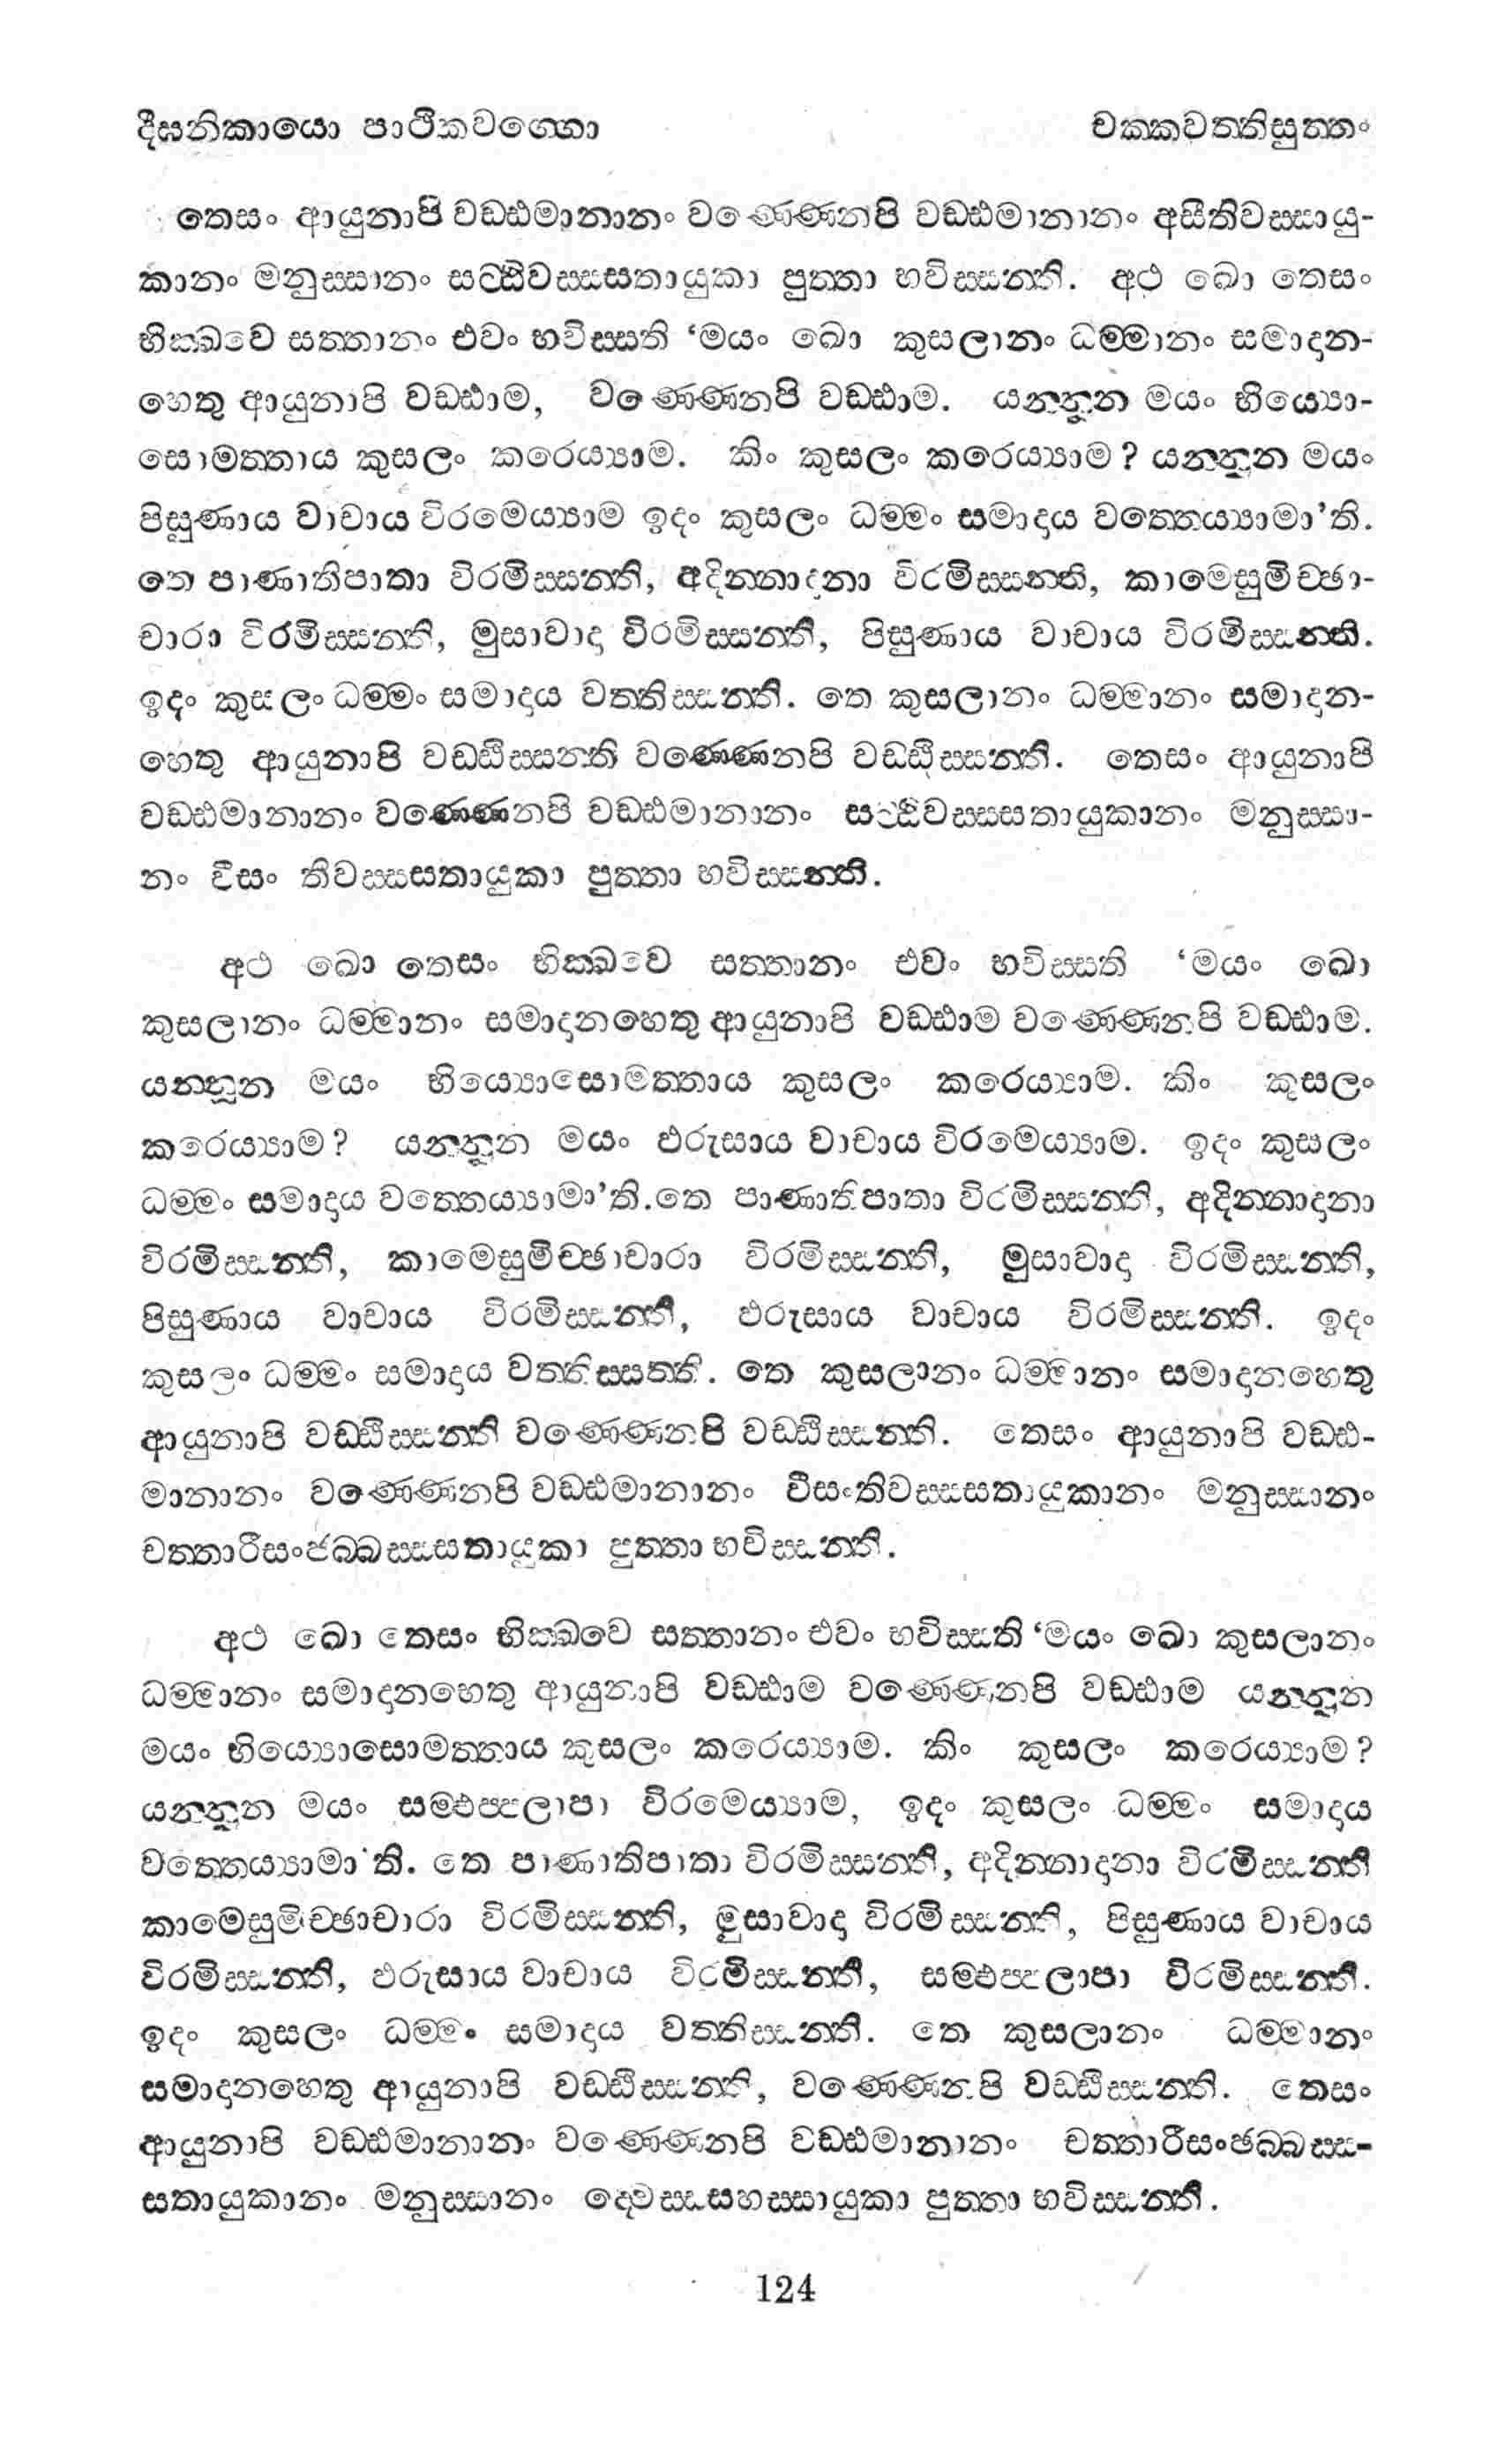 දීඝනිකායො පාථිකවග්ගො චක්කවත්තිසුත්තං
තෙසං ආයුනාපි වඩ්ඪමානානං වණ්ණෙනපි වඩ්ඪමානානං අසීතිවස්සායු-
කානං මනුස්සානං සට්ඨිවස්සසතායුකා පුත්තා භවිස්සන්ති. අථ ඛො තෙසං
භික්ඛවෙ සත්තානං එවං භවිස්සති ‘මයං ඛො කුසලානං ධම්මානං සමාදාන-
හෙතු ආයුනාපි වඩ්ඪාම, වණ්ණෙනපි වඩ්ඪාම. යන්නූන මයං භිය්‍යො-
සොමත්තාය කුසලං කරෙය්‍යාම. කිං කුසලං කරෙය්‍යාම? යන්නූන මයං
පිසුණාය වාචාය විරමෙය්‍යාම ඉදං කුසලං ධම්මං සමාදාය වත්තෙය්‍යාමා’ති.
තෙ පාණාතිපාතා විරමිස්සන්ති, අදින්නාදානා විරමිස්සන්ති, කාමෙසුමිච්ඡා-
චාරා විරමිස්සන්ති, මුසාවාදා විරමිස්සන්ති, පිසුණාය වාචාය විරමිස්සන්ති.
ඉදං කුසලං ධම්මං සමාදාය වත්තිස්සන්ති. තෙ කුසලානං ධම්මානං සමාදාන-
හෙතු ආයුනාපි වඩ්ඪිස්සන්ති වණ්ණෙනපි වඩ්ඪිස්සන්ති. තෙසං ආයුනාපි
වඩ්ඪමානානං වණ්ණෙනපි වඩ්ඪමානානං සට්ඨිවස්සසතායුකානං මනුස්සා-
නං වීසං තිවස්සසතායුකා පුත්තා භවිස්සන්ති.
අථ ඛො තෙසං භික්ඛවෙ සත්තානං එවං භවිස්සති ‘මයං ඛො
කුසලානං ධම්මානං සමාදානහෙතු ආයුනාපි වඩ්ඪාම වණ්ණෙනපි වඩ්ඪාම.
යන්නූන මයං භිය්‍යොසොමත්තාය කුසලං කරෙය්‍යාම. කිං කුසලං
කරෙය්‍යාම? යන්නූන මයං ඵරුසාය වාචාය විරමෙය්‍යාම. ඉදං කුසලං
ධම්මං සමාදාය වත්තෙය්‍යාමා’ති.තෙ පාණාතිපාතා විරමිස්සන්ති, අදින්නාදානා
විරමිස්සන්ති, කාමෙසුමිච්ඡාචාරා විරමිස්සන්ති, මුසාවාදා විරමිස්සන්ති,
පිසුණාය වාචාය විරමිස්සන්ති, ඵරුසාය වාචාය විරමිස්සන්ති. ඉදං
කුසලං ධම්මං සමාදාය වත්තිස්සත්ති. තෙ කුසලානං ධම්මානං සමාදානහෙතු
ආයුනාපි වඩ්ඪිස්සන්ති වණ්ණෙනපි වඩ්ඪිස්සන්ති. තෙසං ආයුනාපි වඩ්ඪ-
මානානං වණ්ණෙනපි වඩ්ඪමානානං වීසංතිවස්සසතායුකානං මනුස්සානං
චත්තාරීසංඡබ්බස්සසතායුකා පුත්තා භවිස්සන්ති.
අථ ඛො තෙසං භික්ඛවෙ සත්තානං එවං භවිස්සති ‘මයං ඛො කුසලානං
ධම්මානං සමාදානහෙතු ආයුනාපි වඩ්ඪාම වණ්ණෙනපි වඩ්ඪාම යන්නූන
මයං භිය්‍යොසොමත්තාය කුසලං කරෙය්‍යාම. කිං කුසලං කරෙය්‍යාම?
යන්නූන මයං සම්ඵප්පලාපා විරමෙය්‍යාම, ඉදං කුසලං ධම්මං සමාදාය
වත්තෙය්‍යාමා’ති. තෙ පාණාතිපාතා විරමිස්සන්ති, අදින්නාදානා විරමිස්සන්ති
කාමෙසුමිච්ඡාචාරා විරමිස්සන්ති, මුසාවාදා විරමිස්සන්ති, පිසුණාය වාචාය
විරමිස්සන්ති, ඵරුසාය වාචාය විරමිස්සන්ති, සම්ඵප්පලාපා විරමිස්සන්ති.
ඉදං කුසලං ධම්මං සමාදාය වත්තිස්සන්ති. තෙ කුසලානං ධම්මානං
සමාදානහෙතු ආයුනාපි වඩ්ඪිස්සන්ති, වණ්ණෙනපි වඩ්ඪිස්සන්ති. තෙසං
ආයුනාපි වඩ්ඪමානානං වණ්ණෙනපි වඩ්ඪමානානං චත්තාරීසංඡබ්බස්ස-
සතායුකානං මනුස්සානං ද්වෙවස්සසහස්සායුකා පුත්තා භවිස්සන්ති.
124